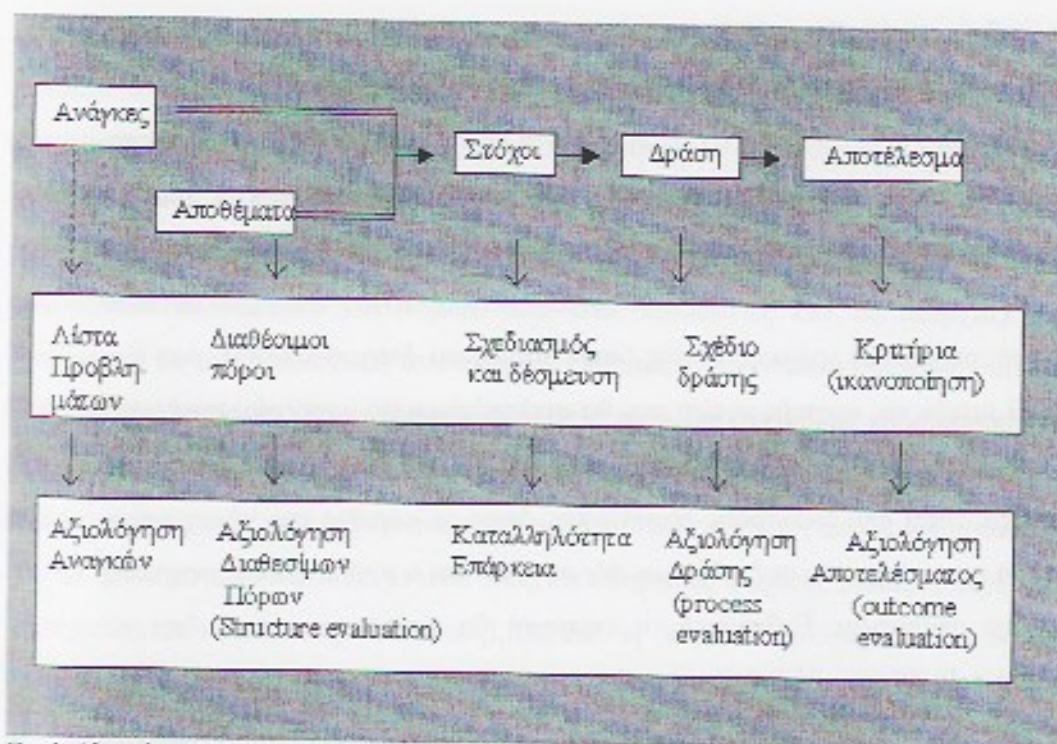 Ανάγκες
Στόχοι
Δράση
Αποτέλεσμα
Αποθέματα
Λίστα
Προβλη
μάτων
Διαθέσιμοι
πόροι
Σχεδιασμός
και δέσμευση
Σχέδιο
δράσης
Κριτήρια
(ικανοποίηση)
Αξιολόγηση
Αναγκών
Αξιολόγηση
Διαθεσίμων
Πόρων
(Structure evaluation)
Καταλληλότητα
Επάρκεια
Αξιολόγηση
Δράσης
(process
evaluation)
Αξιολόγηση
Αποτελέσματος
(outcome
evaluation)